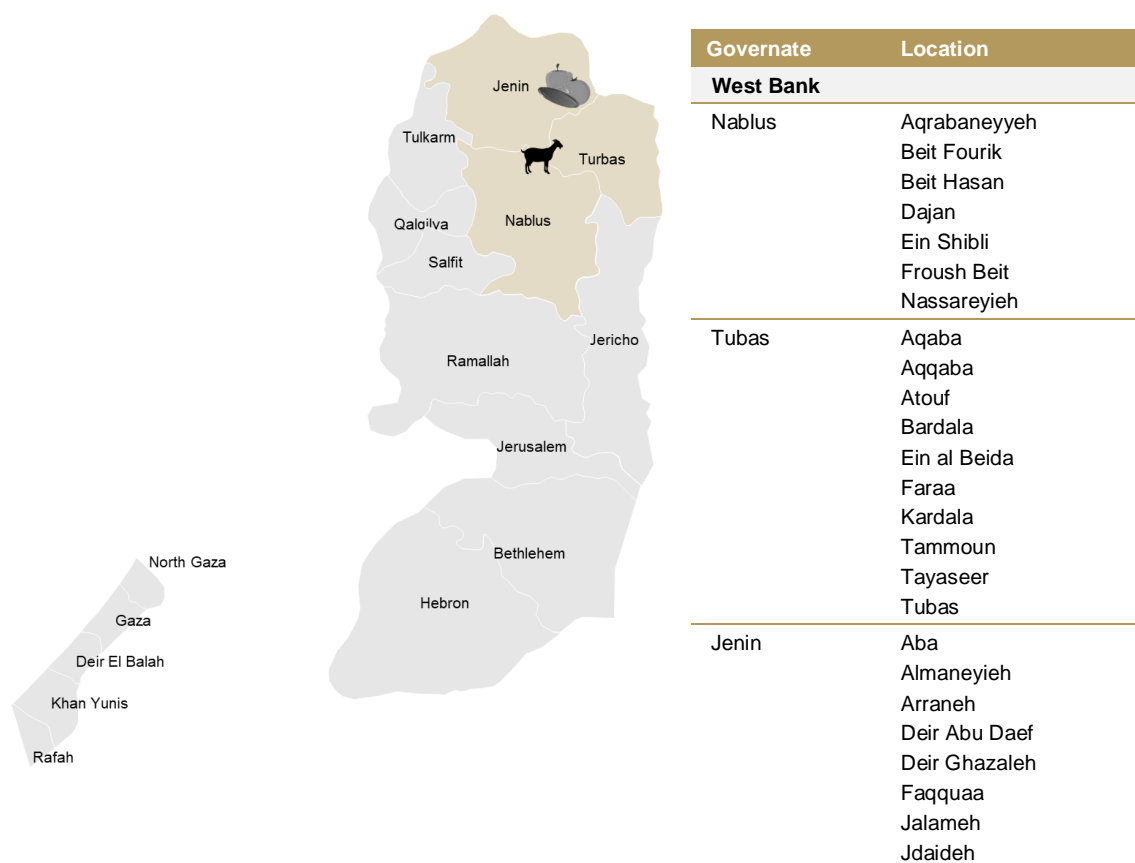 Jenin
Tulkarm
Turbas
Qalqilva
Nablus
Salfit
Jericho
Ramallah
Jerusalem
Bethlehem
Hebron
North Gaza
Gaza
Deir El Balah
Khan Yunis
Rafah
Governate Location
West Bank
Nablus Aqrabaneyyeh
Beit Fourik
Beit Hasan
Dajan
Ein Shibli
Froush Beit
Nassareyieh
Tubas Aqaba
Aqqaba
Atouf
Bardala
Ein al Beida
Faraa
Kardala
Tammoun
Tayaseer
Tubas
Jenin Aba
Almaneyieh
Arraneh
Deir Abu Daef
Deir Ghazaleh
Faqquaa
Jalameh
Jdaideh